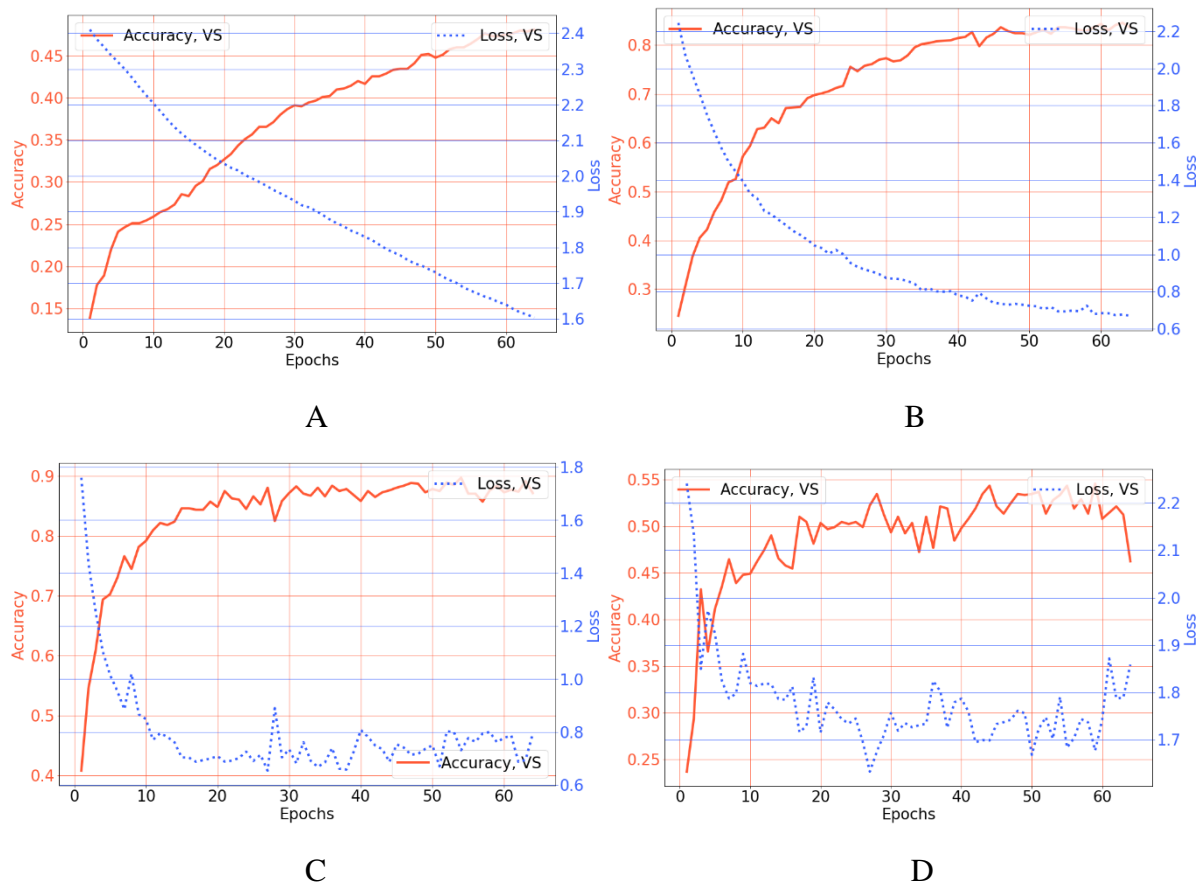 Accuracy, VS
Loss, VS
0.45
0.40
0.35
0.30
0.25
0.20
0.15
Accuracy
2.4
2.3
2.2
2.1
2.0
1.9
1.8
1.7
1.6
Loss
0 10 20 30 40 50 60
Epochs
A
Accuracy, VS
Loss, VS
0.8
0.7
0.6
0.5
0.4
0.3
Accuracy
2.2
2.0
1.8
1.6
1.4
1.2
1.0
0.8
0.6
Loss
0 10 20 30 40 50 60
Epochs
B
Loss, VS
Accuracy, VS
0.9
0.8
0.7
0.6
0.5
0.4
Accuracy
1.8
1.6
1.4
1.2
1.0
0.8
0.6
Loss
0 10 20 30 40 50 60
Epochs
C
Accuracy, VS
Loss, VS
0.55
0.50
0.45
0.40
0.35
0.30
0.25
Accuracy
2.2
2.1
2.0
1.9
1.8
1.7
Loss
0 10 20 30 40 50 60
Epochs
D